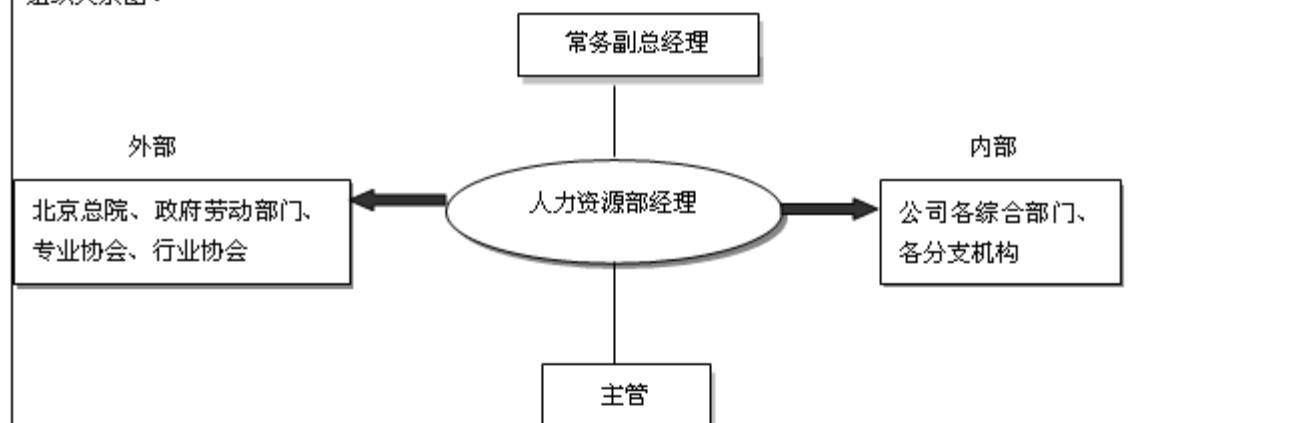 常务副总经理
外部
内部
人力资源部经理
北京总院、政府劳动部门、
专业协会、行业协会
公司各综合部门、
各分支机构
主管